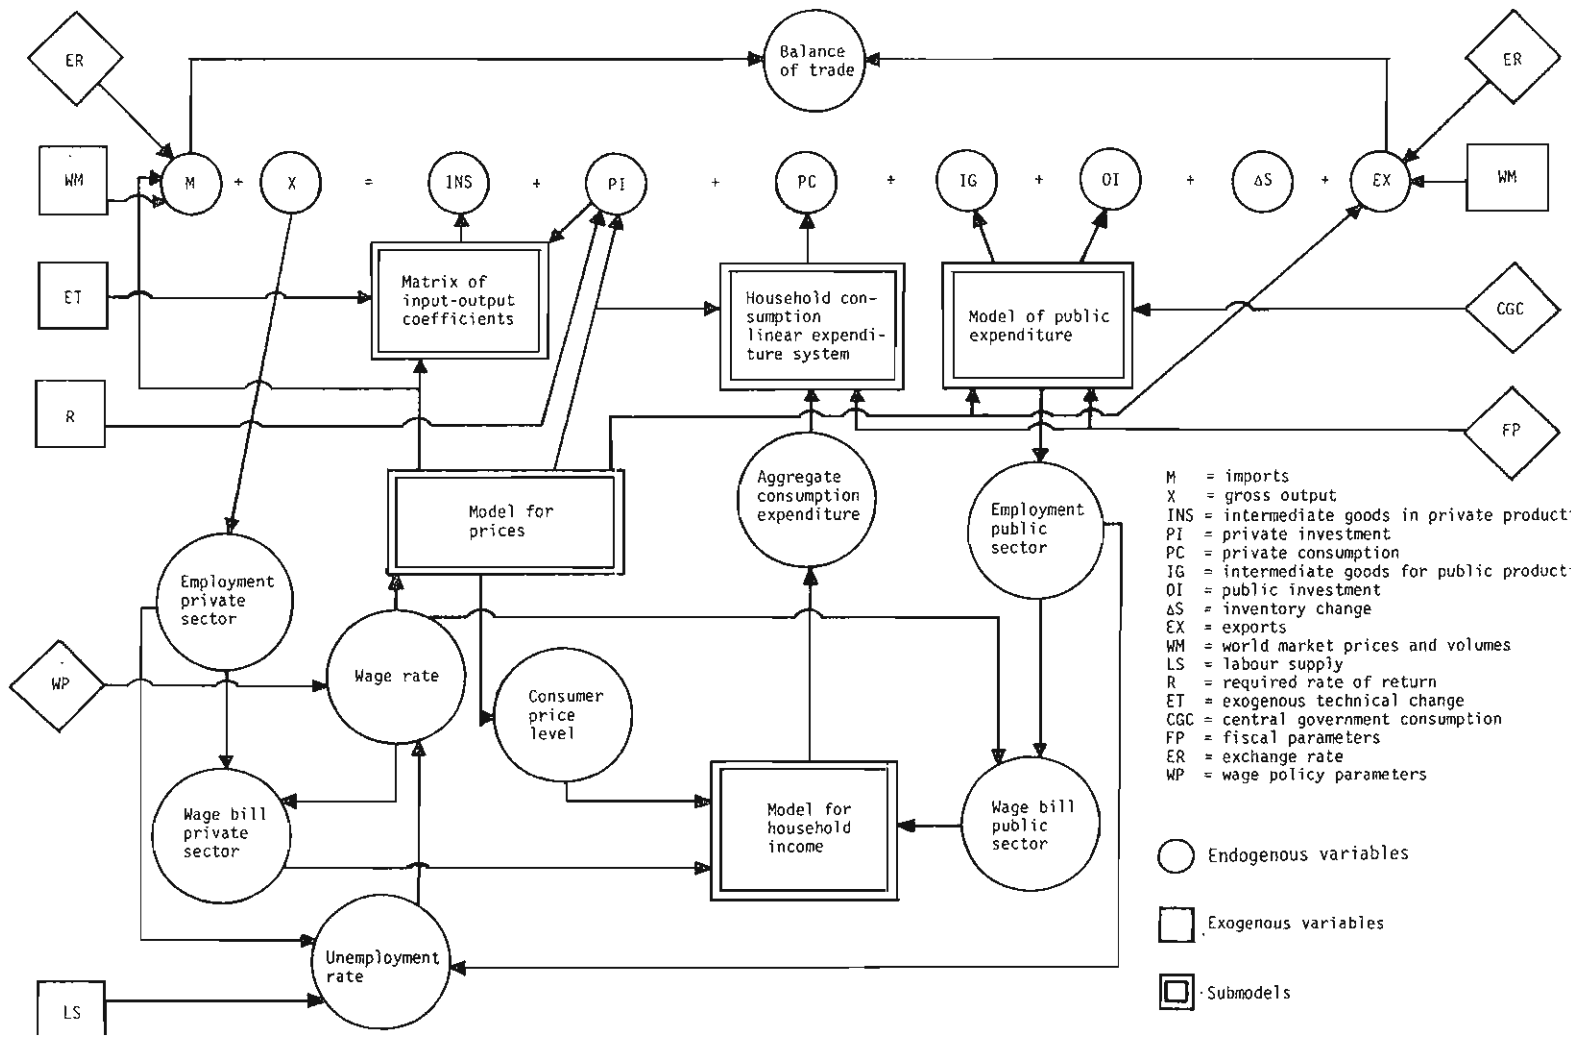 ER
Balance
of trade
ER
WM
M + X = INS + PI + PC + IG + OI + ΔS + EX
WM
ET
Matrix of
input-output
coefficients
Household con-
sumption
linear expendi-
ture system
Model of public
expenditure
CGC
R
FP
Model for
prices
Aggregate
consumption
expenditure
Employment
public
sector
Employment
private
sector
WP
Wage rate
Consumer
price
level
Wage bill
private
sector
Model for
household
income
Wage bill
public
sector
Unemployment
rate
LS
M = imports
X = gross output
INS = intermediate goods in private producti
PI = private investment
PC = private consumption
IG = intermediate goods for public producti
OI = public investment
ΔS = inventory change
EX = exports
WM = world market prices and volumes
LS = labour supply
R = required rate of return
ET = exogenous technical change
CGC = central government consumption
FP = fiscal parameters
ER = exchange rate
WP = wage policy parameters
Endogenous variables
Exogenous variables
Submodels